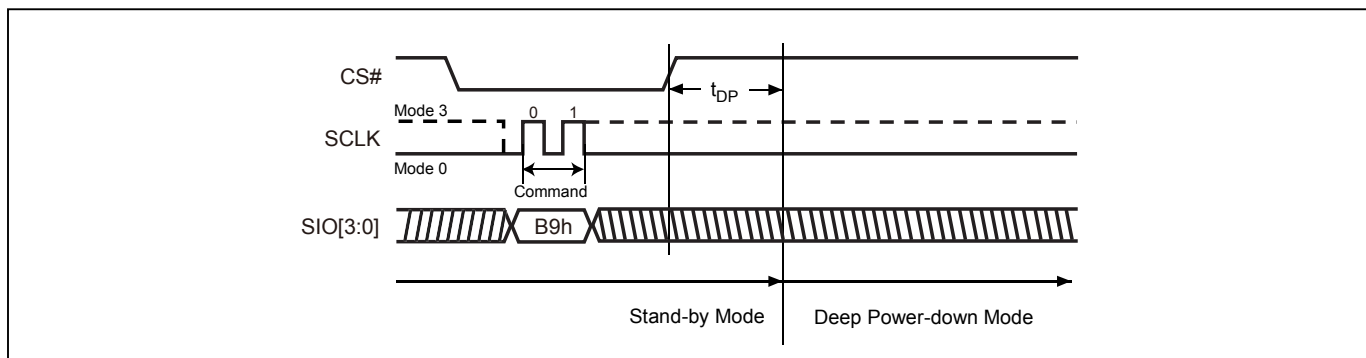 CS#
t_DP
Mode 3
0 1
SCLK
Mode 0
Command
SIO[3:0]
B9h
Stand-by Mode
Deep Power-down Mode